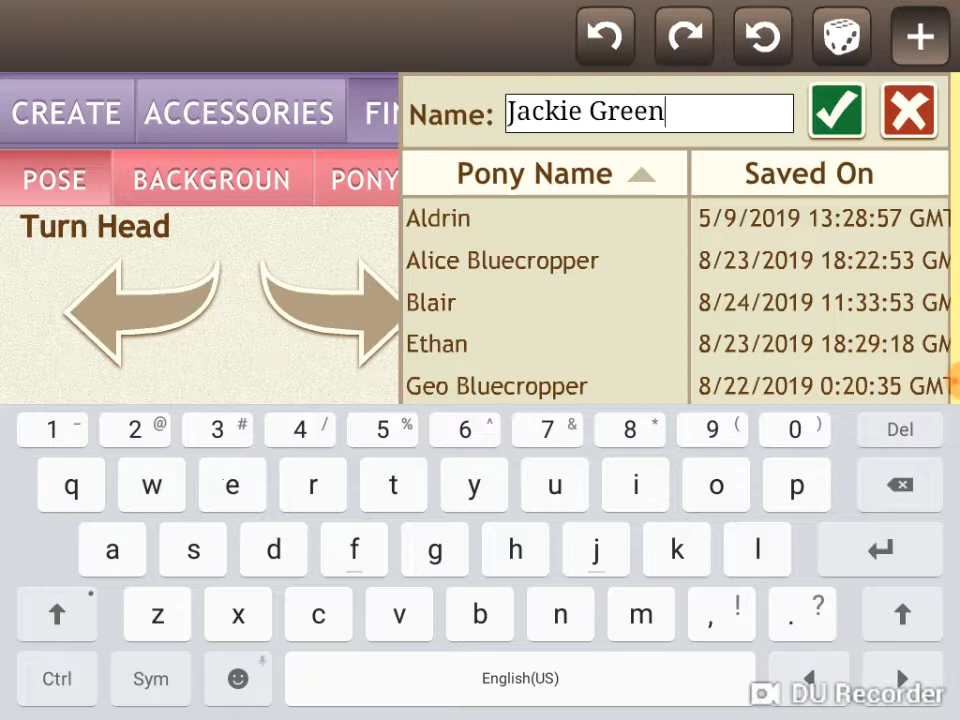 CREATE ACCESSORIES FI
Name: Jackie Green
POSE BACKGROUN PONY
Pony Name Saved On
Turn Head
Aldrin 5/9/2019 13:28:57 GMT
Alice Bluecropper 8/23/2019 18:22:53 GM
Blair 8/24/2019 11:33:53 GM
Ethan 8/23/2019 18:29:18 GM
Geo Bluecropper 8/22/2019 0:20:35 GMT
1 - 2 @ 3 # 4 / 5 % 6 ^ 7 & 8 * 9 ( 0 ) Del
q w e r t y u i o p
a s d f g h j k l
z x c v b n m , ! . ?
Ctrl Sym English(US)
DU Recorder